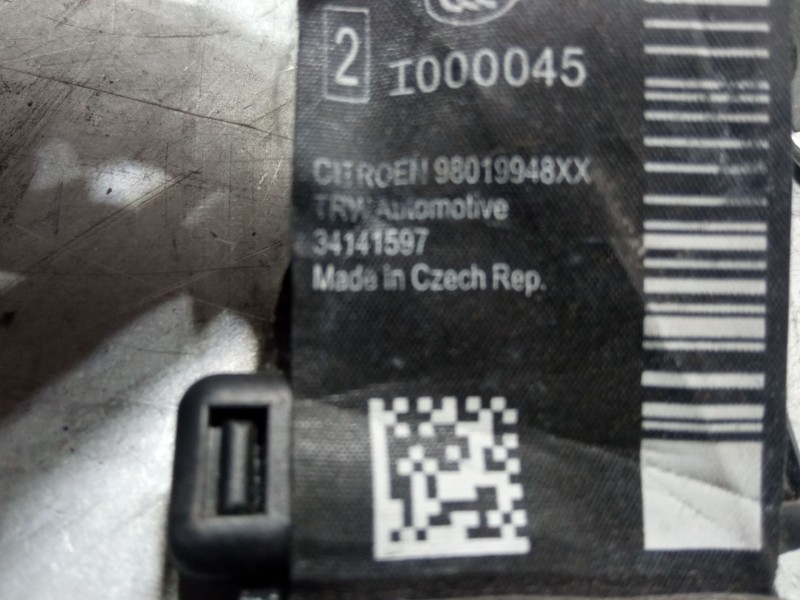 2
I000045
CITROEN 98019948XX
TRW Automotive
34141597
Made in Czech Rep.